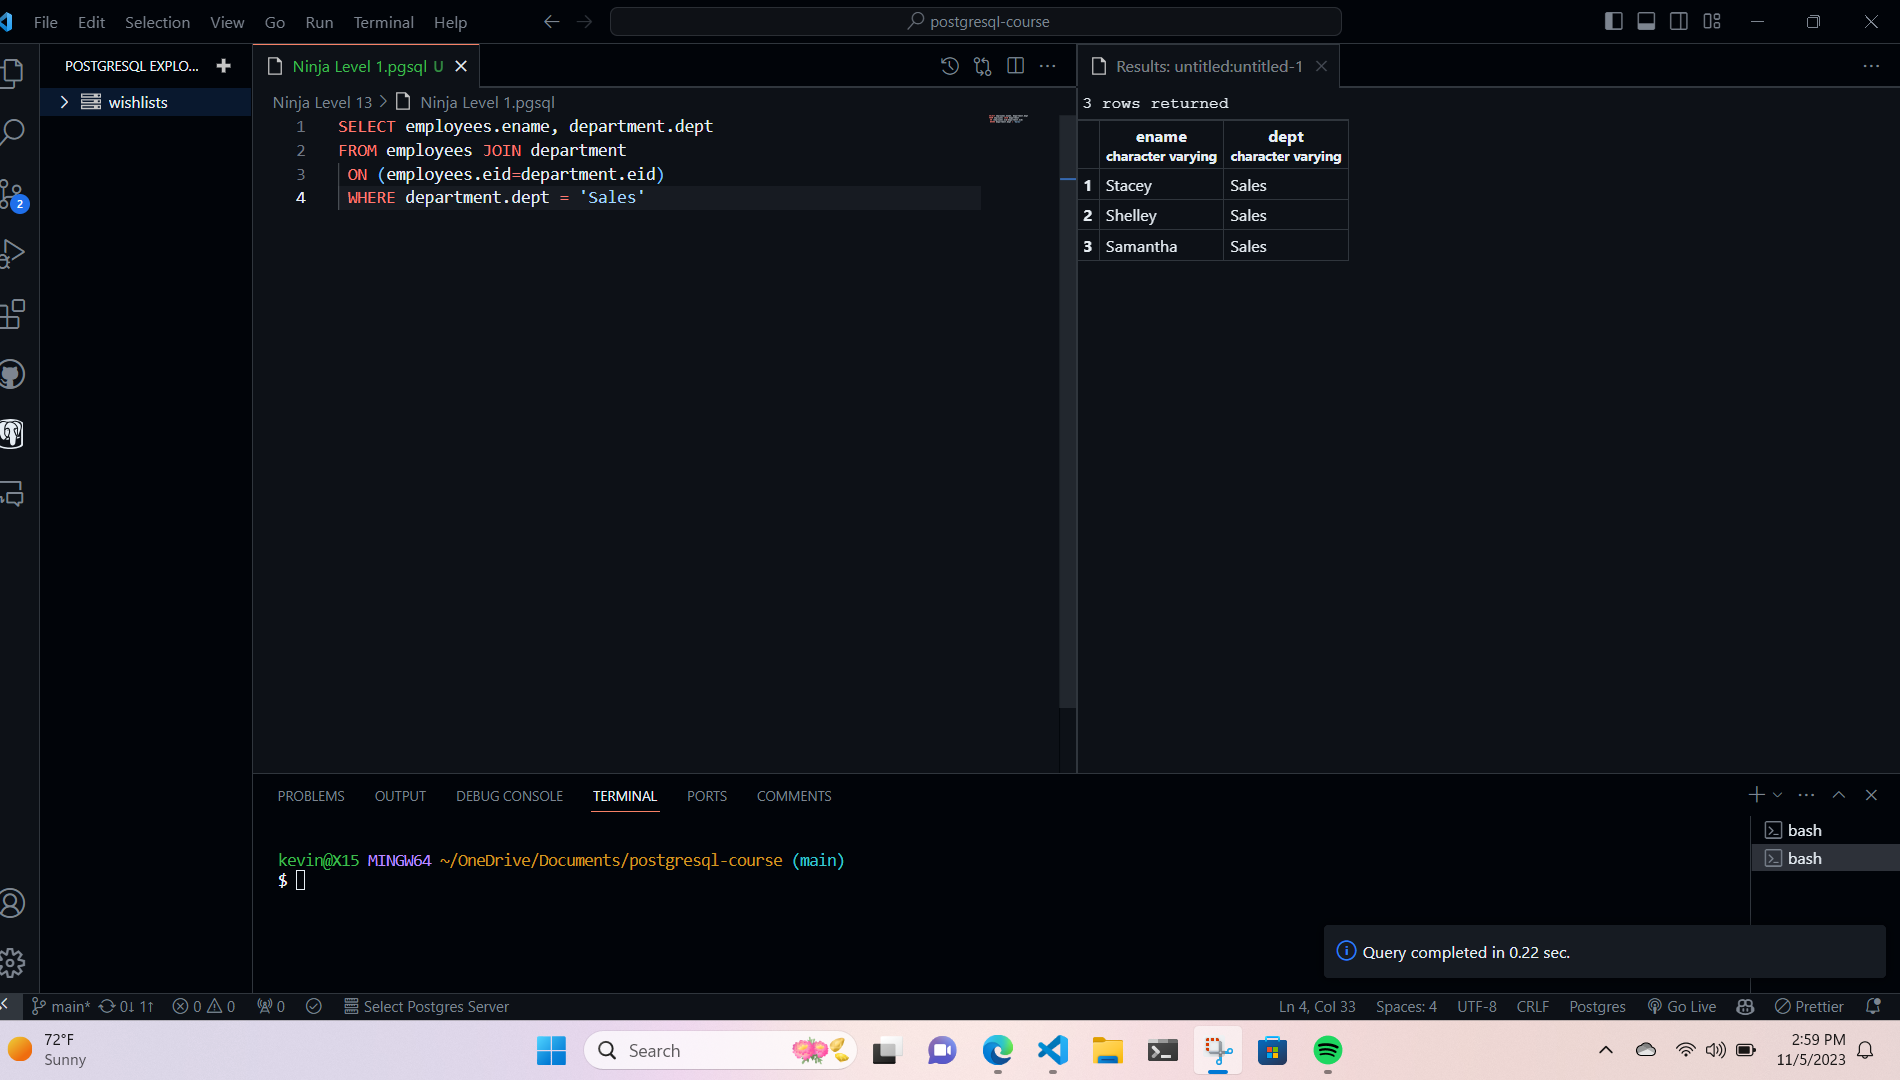 File Edit Selection View Go Run Terminal Help
postgresql-course
POSTGRESQL EXPLO...
wishlists
Ninja Level 1.pgsql U
Ninja Level 13 > Ninja Level 1.pgsql
1 SELECT employees.ename, department.dept
2 FROM employees JOIN department
3 ON (employees.eid=department.eid)
4 WHERE department.dept = 'Sales'
Results: untitled:untitled-1
3 rows returned
ename dept
character varying character varying
1 Stacey Sales
2 Shelley Sales
3 Samantha Sales
2
PROBLEMS OUTPUT DEBUG CONSOLE TERMINAL PORTS COMMENTS
kevin@X15 MINGW64 ~/OneDrive/Documents/postgresql-course (main)
$
bash
bash
Query completed in 0.22 sec.
main* 0↓ 1↑ 0 0 0 Select Postgres Server
Ln 4, Col 33 Spaces: 4 UTF-8 CRLF Postgres Go Live Prettier
72°F
Sunny
Search
2:59 PM
11/5/2023